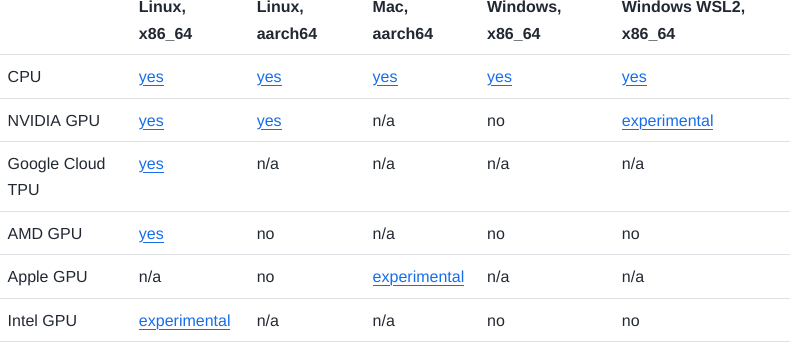 Linux, Linux, Mac, Windows, Windows WSL2,
x86_64 aarch64 aarch64 x86_64 x86_64
CPU yes yes yes yes yes
NVIDIA GPU yes yes n/a no experimental
Google Cloud yes n/a n/a n/a n/a
TPU
AMD GPU yes no n/a no no
Apple GPU n/a no experimental n/a n/a
Intel GPU experimental n/a n/a no no